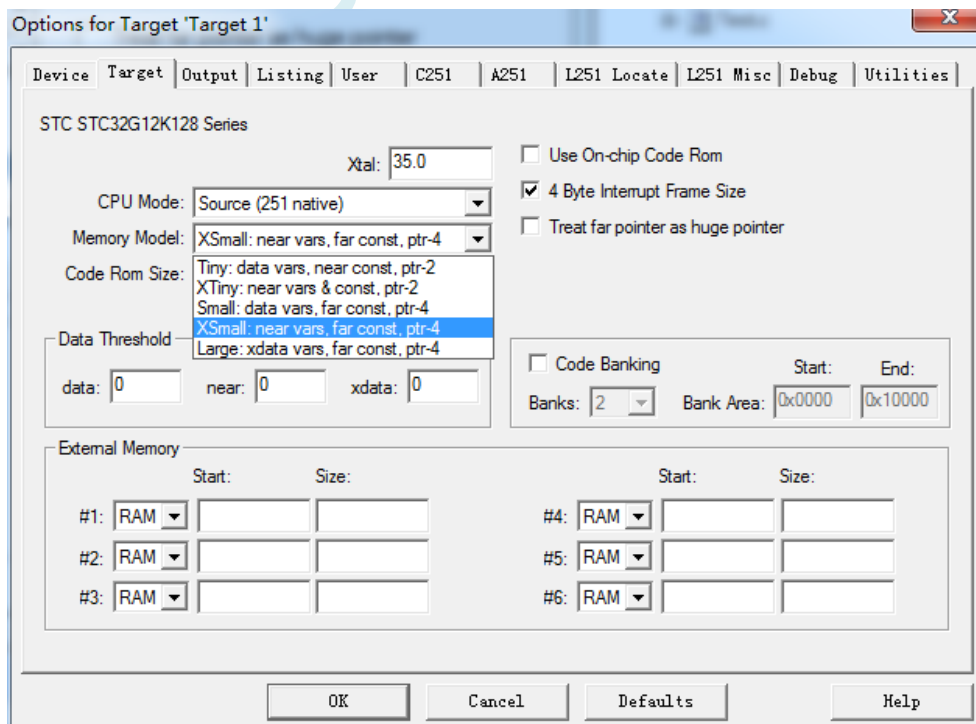 Options for Target 'Target 1'
Device Target Output Listing User C251 A251 L251 Locate L251 Misc Debug Utilities
STC STC32G12K128 Series
Xtal: 35.0
Use On-chip Code Rom
CPU Mode: Source (251 native)
4 Byte Interrupt Frame Size
Memory Model: XSmall: near vars, far const, ptr-4
Treat far pointer as huge pointer
Code Rom Size:
Tiny: data vars, near const, ptr-2
XTiny: near vars & const, ptr-2
Small: data vars, far const, ptr-4
XSmall: near vars, far const, ptr-4
Large: xdata vars, far const, ptr-4
Data Threshold
data: 0 near: 0 xdata: 0
Code Banking Start: End:
Banks: 2 Bank Area: 0x0000 0x10000
External Memory
Start: Size: Start: Size:
#1: RAM #4: RAM
#2: RAM #5: RAM
#3: RAM #6: RAM
OK Cancel Defaults Help